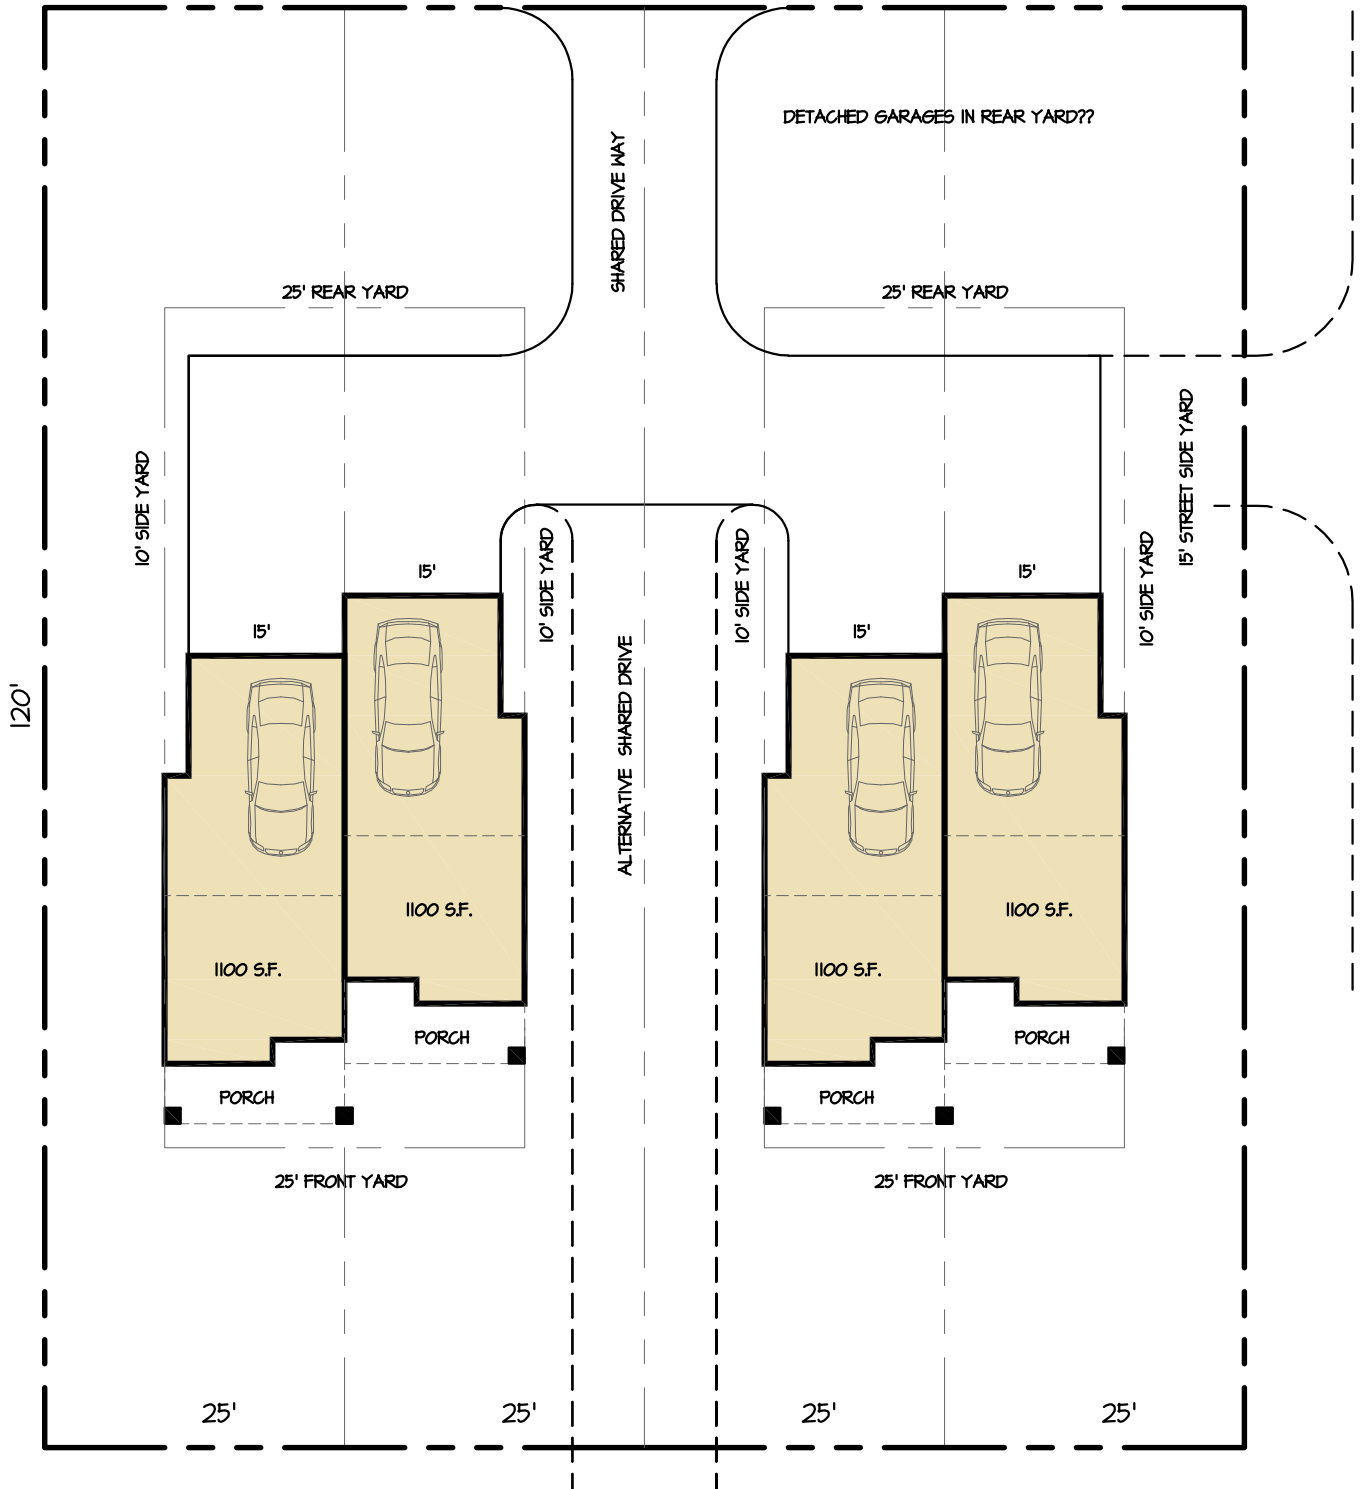 DETACHED GARAGES IN REAR YARD??
SHARED DRIVE WAY
25' REAR YARD
25' REAR YARD
10' SIDE YARD
15' STREET SIDE YARD
10' SIDE YARD
10' SIDE YARD
10' SIDE YARD
15'
15'
15'
15'
120'
ALTERNATIVE SHARED DRIVE
1100 S.F.
1100 S.F.
1100 S.F.
1100 S.F.
PORCH
PORCH
PORCH
PORCH
25' FRONT YARD
25' FRONT YARD
25'
25'
25'
25'